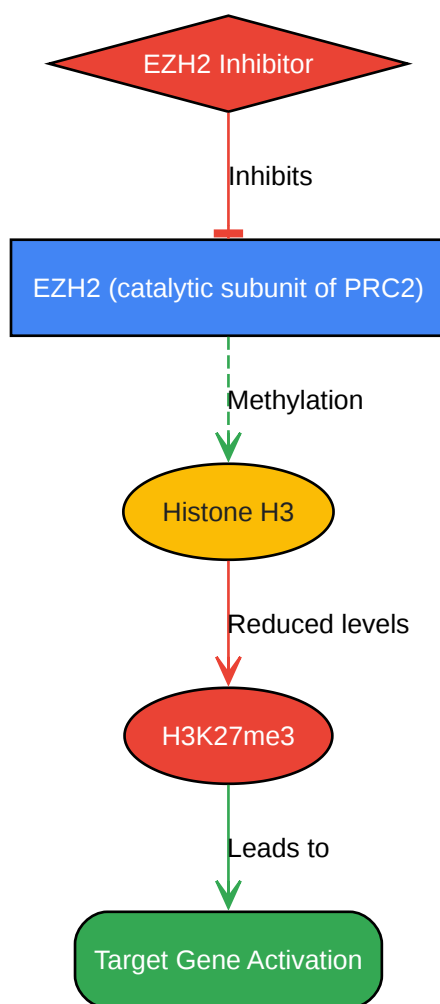 EZH2 Inhibitor
Inhibits
EZH2 (catalytic subunit of PRC2)
Methylation
Histone H3
Reduced levels
H3K27me3
Leads to
Target Gene Activation